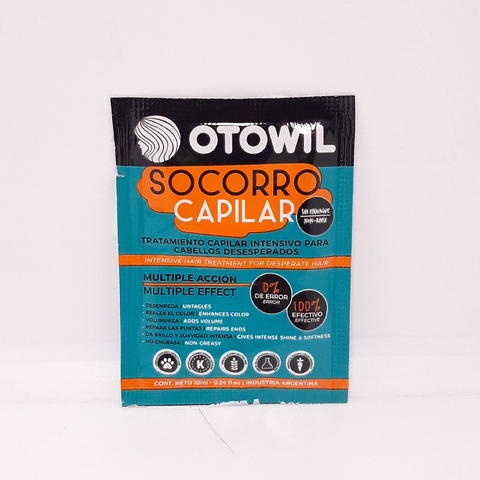 OTOWIL
SOCORRO
CAPILAR
SIN ENJUAGUE
NON-RINSE
TRATAMIENTO CAPILAR INTENSIVO PARA
CABELLOS DESESPERADOS
INTENSIVE HAIR TREATMENT FOR DESPERATE HAIR
MULTIPLE ACCIÓN
MULTIPLE EFFECT
0%
DE ERROR
ERROR
100%
EFECTIVO
EFFECTIVE
- DESENREDA | UNTAGLES
- REALZA EL COLOR | ENHANCES COLOR
- VOLUMINIZA | ADDS VOLUME
- REPARA LAS PUNTAS | REPAIRS ENDS
- DA BRILLO Y SUAVIDAD INTENSA | GIVES INTENSE SHINE & SOFTNESS
- NO ENGRASA | NON GREASY
K
CONT. NETO 10ml - 0.34 fl.oz | INDUSTRIA ARGENTINA